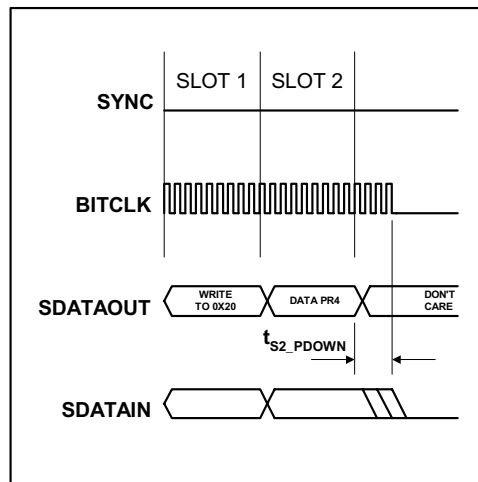 SLOT 1 SLOT 2
SYNC
BITCLK
SDATAOUT
WRITE
TO 0X20
DATA PR4
DON'T
CARE
tS2_PDOWN
SDATAIN